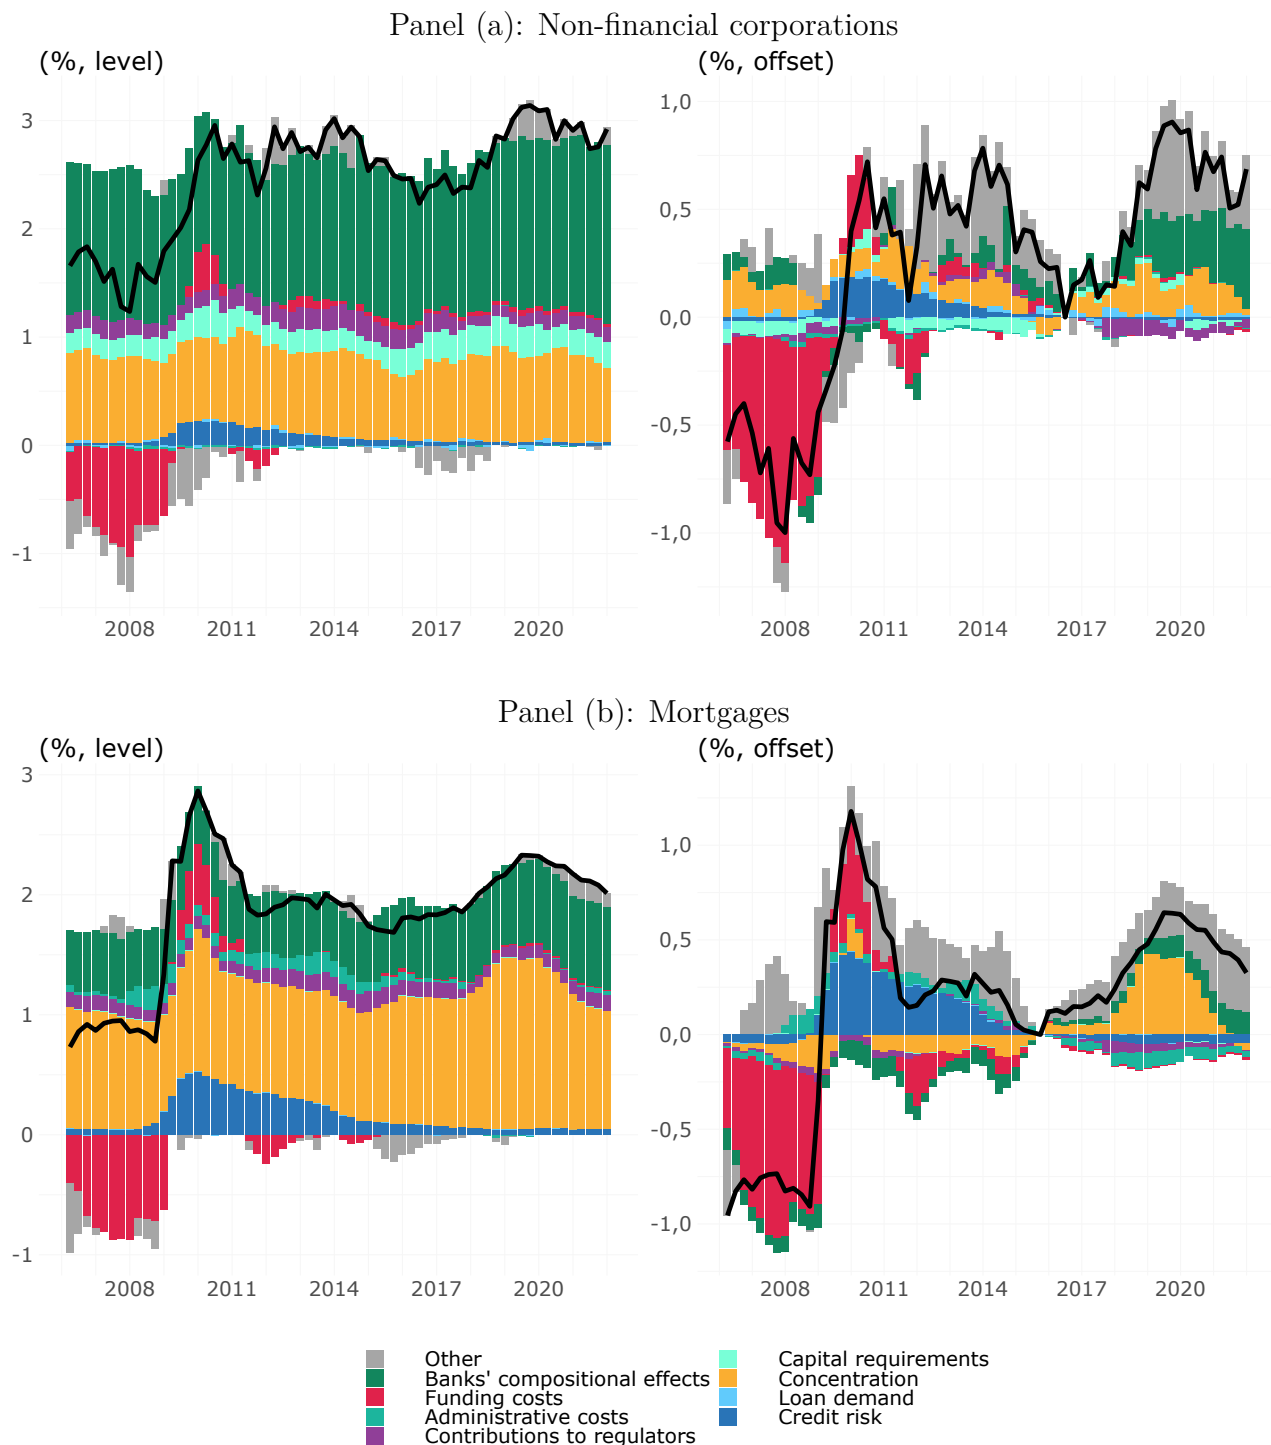 Panel (a): Non-financial corporations
(%, level)
(%, offset)
3
2
1
0
-1
2008 2011 2014 2017 2020
1,0
0,5
0,0
-0,5
-1,0
2008 2011 2014 2017 2020
Panel (b): Mortgages
(%, level)
(%, offset)
3
2
1
0
-1
2008 2011 2014 2017 2020
1,0
0,5
0,0
-0,5
-1,0
2008 2011 2014 2017 2020
Other
Banks' compositional effects
Funding costs
Administrative costs
Contributions to regulators
Capital requirements
Concentration
Loan demand
Credit risk